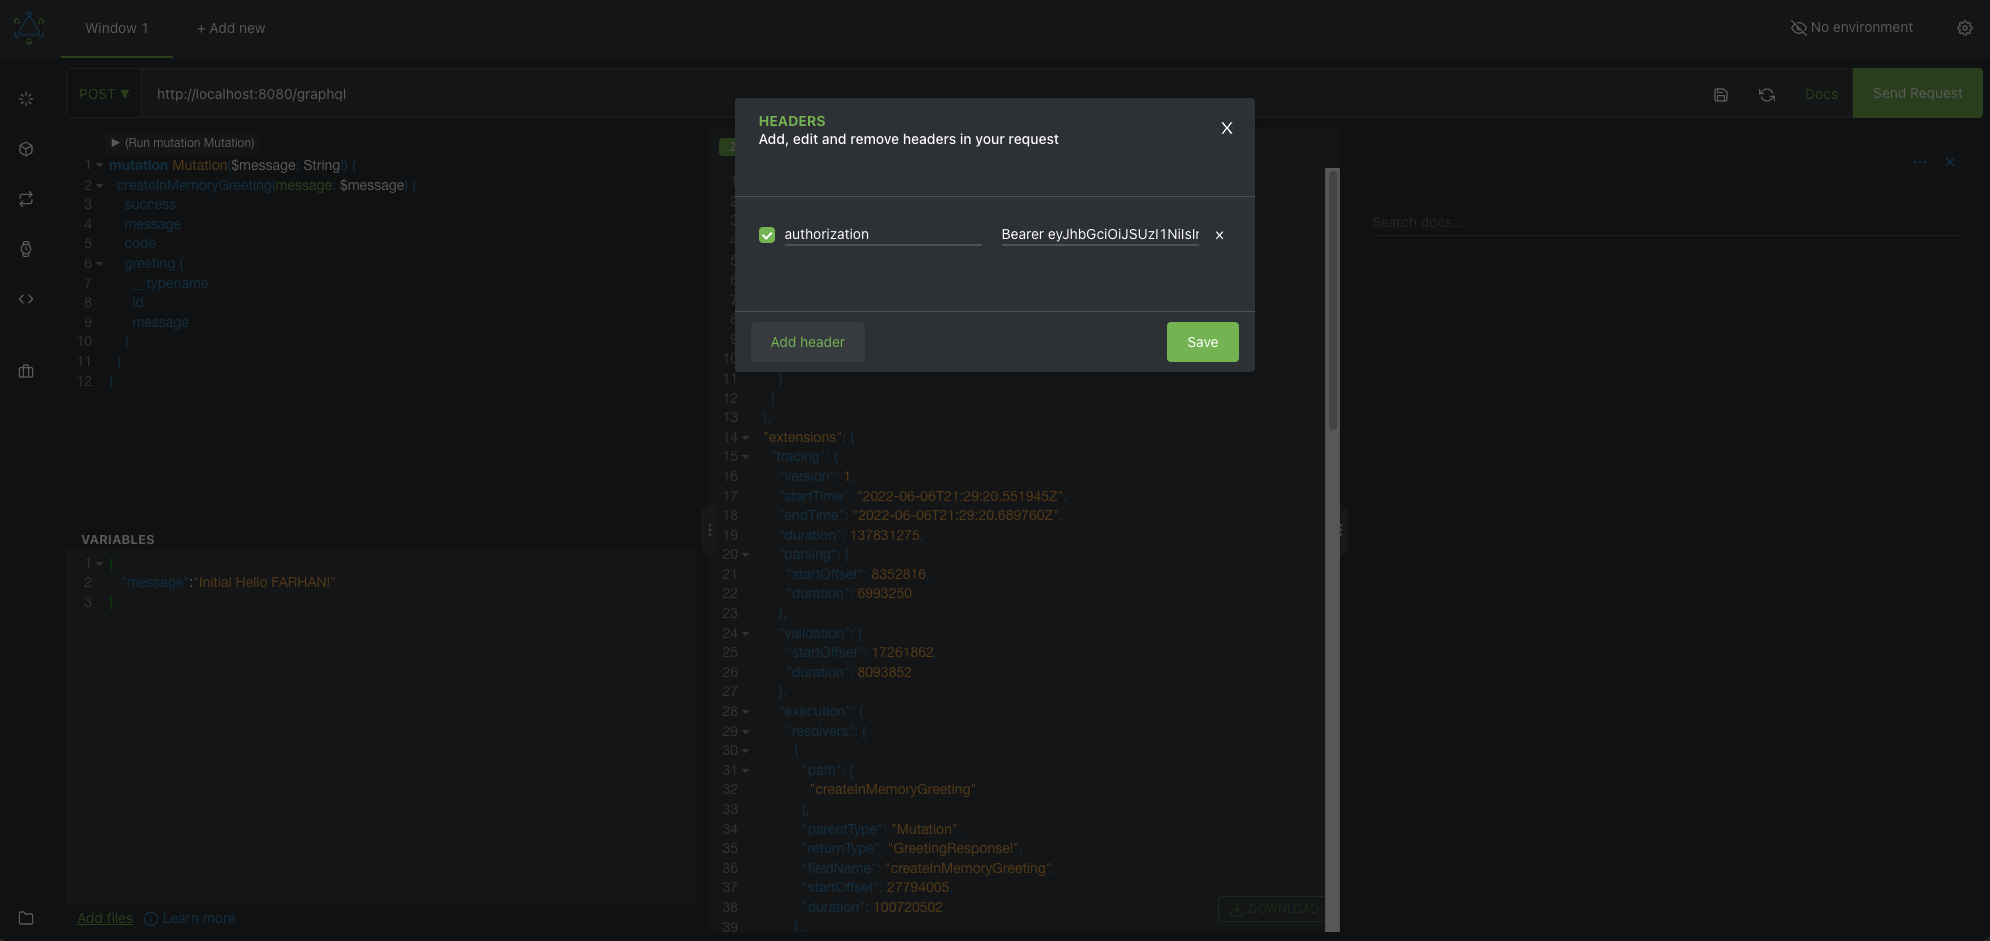 Window 1
+ Add new
No environment
POST ▼
http://localhost:8080/graphql
Docs
Send Request
▶ (Run mutation Mutation)
1 mutation Mutation($message: String!) {
2 createInMemoryGreeting(message: $message) {
3 success
4 message
5 code
6 greeting {
7 __typename
8 id
9 message
10 }
11 }
12 }
VARIABLES
1 {
2 "message":"Initial Hello FARHAN!"
3 }
Add files
Learn more
HEADERS
Add, edit and remove headers in your request
X
authorization
Bearer eyJhbGciOiJSUzI1NiIsIr
×
Add header
Save
10
11 }
12 }
13 },
14 "extensions": {
15 "tracing": {
16 "version": 1,
17 "startTime": "2022-06-06T21:29:20.551945Z",
18 "endTime": "2022-06-06T21:29:20.689760Z",
19 "duration": 137831275,
20 "parsing": {
21 "startOffset": 8352816,
22 "duration": 6993250
23 },
24 "validation": {
25 "startOffset": 17261862,
26 "duration": 8093852
27 },
28 "execution": {
29 "resolvers": [
30 {
31 "path": [
32 "createInMemoryGreeting"
33 ],
34 "parentType": "Mutation",
35 "returnType": "GreetingResponse!",
36 "fieldName": "createInMemoryGreeting",
37 "startOffset": 27794005,
38 "duration": 100720502
39 },
DOWNLOAD
Search docs...